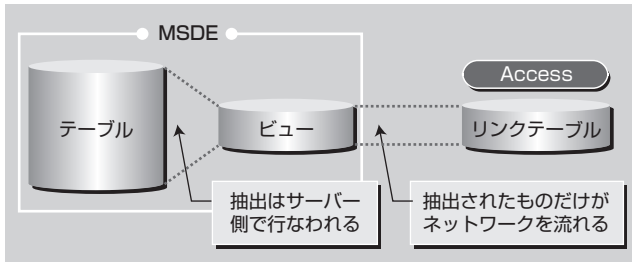 MSDE
Access
テーブル
ビュー
リンクテーブル
抽出はサーバー
側で行なわれる
抽出されたものだけが
ネットワークを流れる